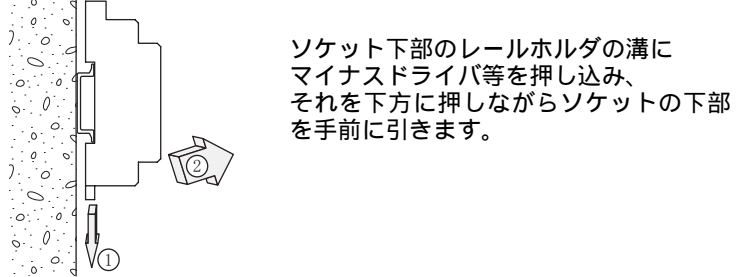 ソケット下部のレールホルダの溝に
マイナスドライバ等を押し込み、
それを下方に押しながらソケットの下部
を手前に引きます。
②
①